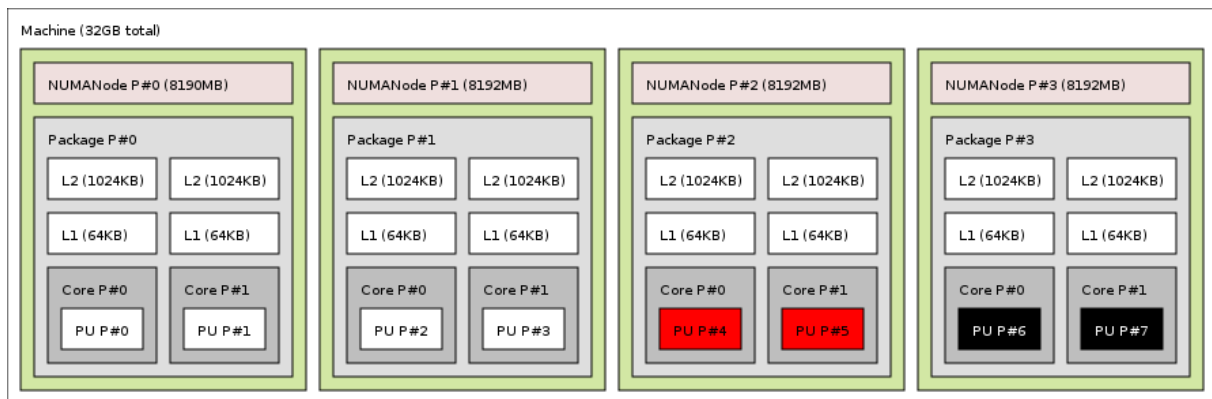 Machine (32GB total)
NUMANode P#0 (8190MB)
Package P#0
L2 (1024KB) L2 (1024KB)
L1 (64KB) L1 (64KB)
Core P#0 Core P#1
PU P#0 PU P#1
NUMANode P#1 (8192MB)
Package P#1
L2 (1024KB) L2 (1024KB)
L1 (64KB) L1 (64KB)
Core P#0 Core P#1
PU P#2 PU P#3
NUMANode P#2 (8192MB)
Package P#2
L2 (1024KB) L2 (1024KB)
L1 (64KB) L1 (64KB)
Core P#0 Core P#1
PU P#4 PU P#5
NUMANode P#3 (8192MB)
Package P#3
L2 (1024KB) L2 (1024KB)
L1 (64KB) L1 (64KB)
Core P#0 Core P#1
PU P#6 PU P#7